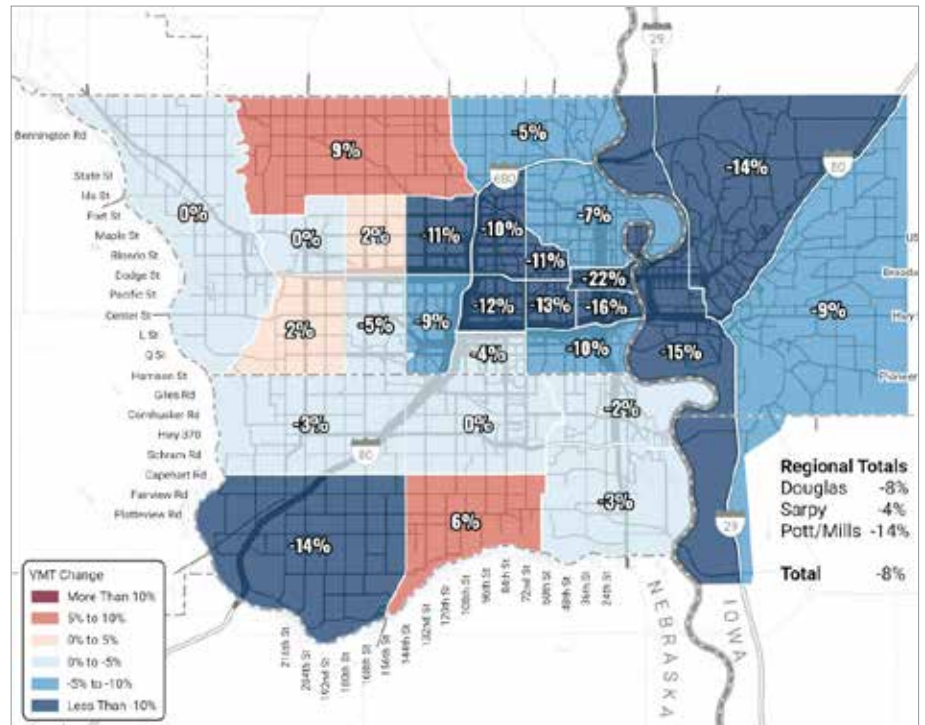 29
Bennington Rd
State St
Ida St
Fort St
Maple St
Blondo St
Dodge St
Pacific St
Center St
L St
Q St
Harrison St
Giles Rd
Cornhusker Rd
Hwy 370
Schram Rd
Capehart Rd
Fairview Rd
Platteview Rd
9%
-5%
-14%
80
680
0%
0%
2%
-11%
-10%
-7%
-11%
-22%
2%
-5%
-9%
-12%
-13%
-16%
-9%
-4%
-10%
-15%
US
Hwy
Pioneer
-3%
0%
-2%
80
-14%
6%
-3%
29
Regional Totals
Douglas -8%
Sarpy -4%
Pott/Mills -14%
Total -8%
VMT Change
More Than 10%
5% to 10%
0% to 5%
0% to -5%
-5% to -10%
Less Than -10%
216th St
204th St
192nd St
180th St
168th St
156th St
144th St
132nd St
120th St
108th St
96th St
84th St
72nd St
60th St
48th St
36th St
24th St
NEBRASKA
IOWA